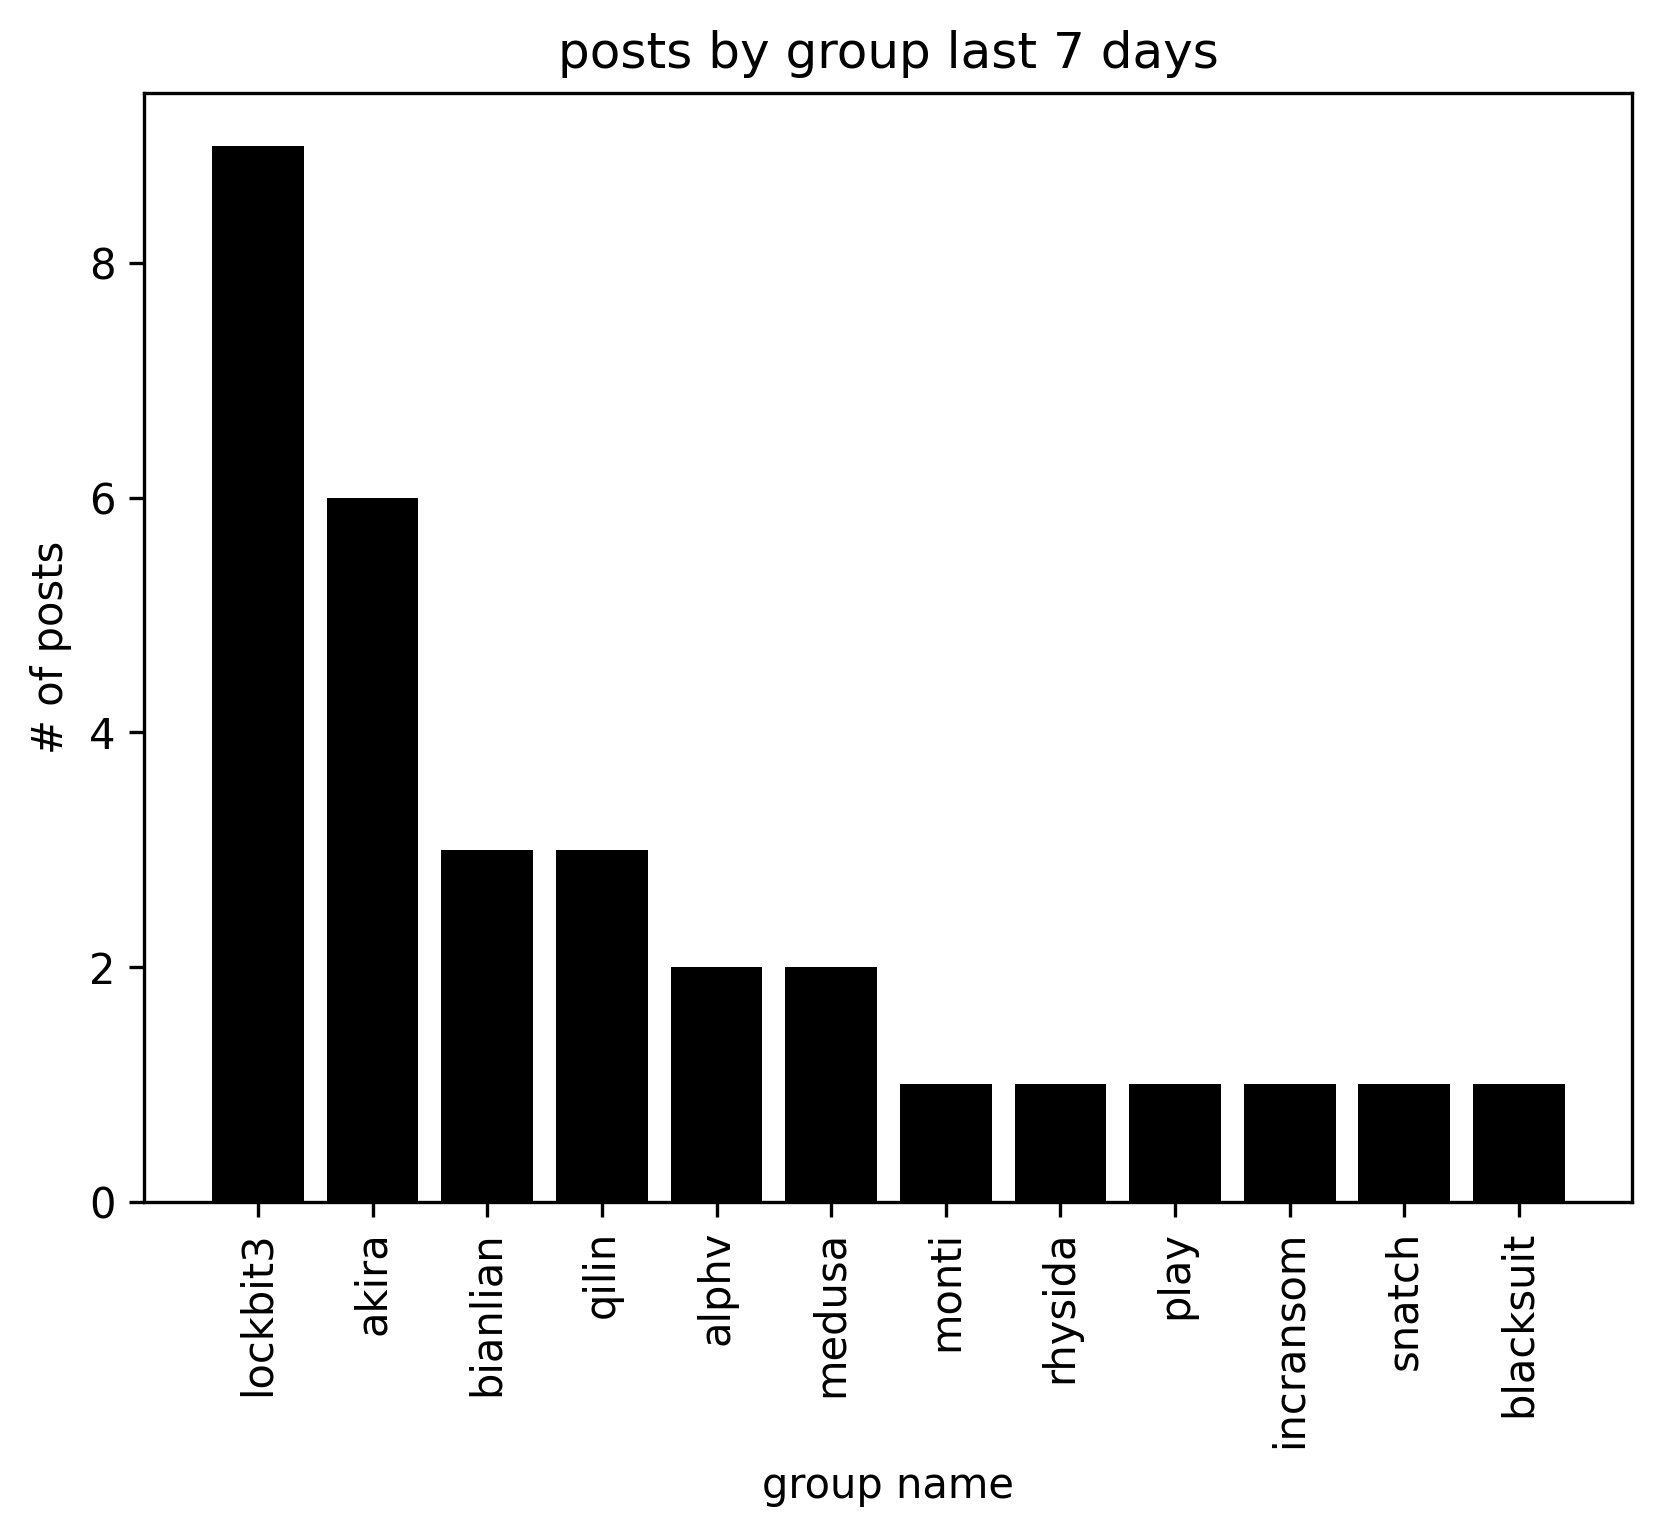 posts by group last 7 days
# of posts
8
6
4
2
0
lockbit3
akira
bianlian
qilin
alphv
medusa
monti
rhysida
play
incransom
snatch
blacksuit
group name